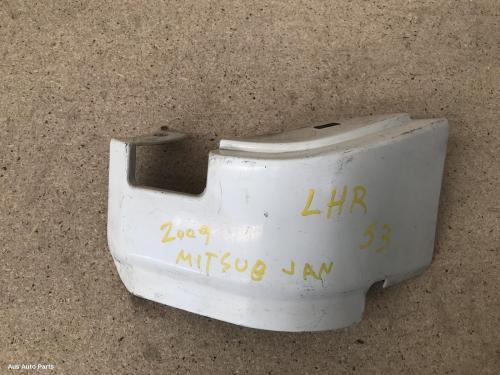 LHR
2009 53
MITSUB JAN
Aus Auto Parts